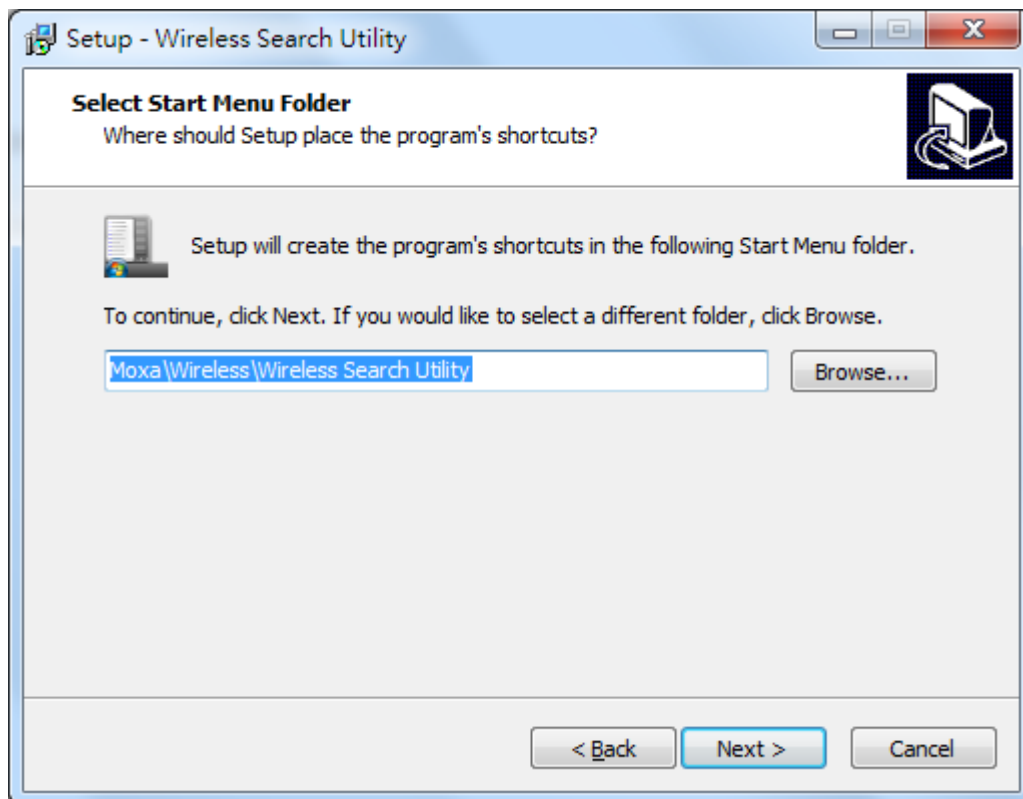 Setup - Wireless Search Utility
Select Start Menu Folder
Where should Setup place the program's shortcuts?
Setup will create the program's shortcuts in the following Start Menu folder.
To continue, click Next. If you would like to select a different folder, click Browse.
Moxa\Wireless\Wireless Search Utility
Browse...
< Back
Next >
Cancel